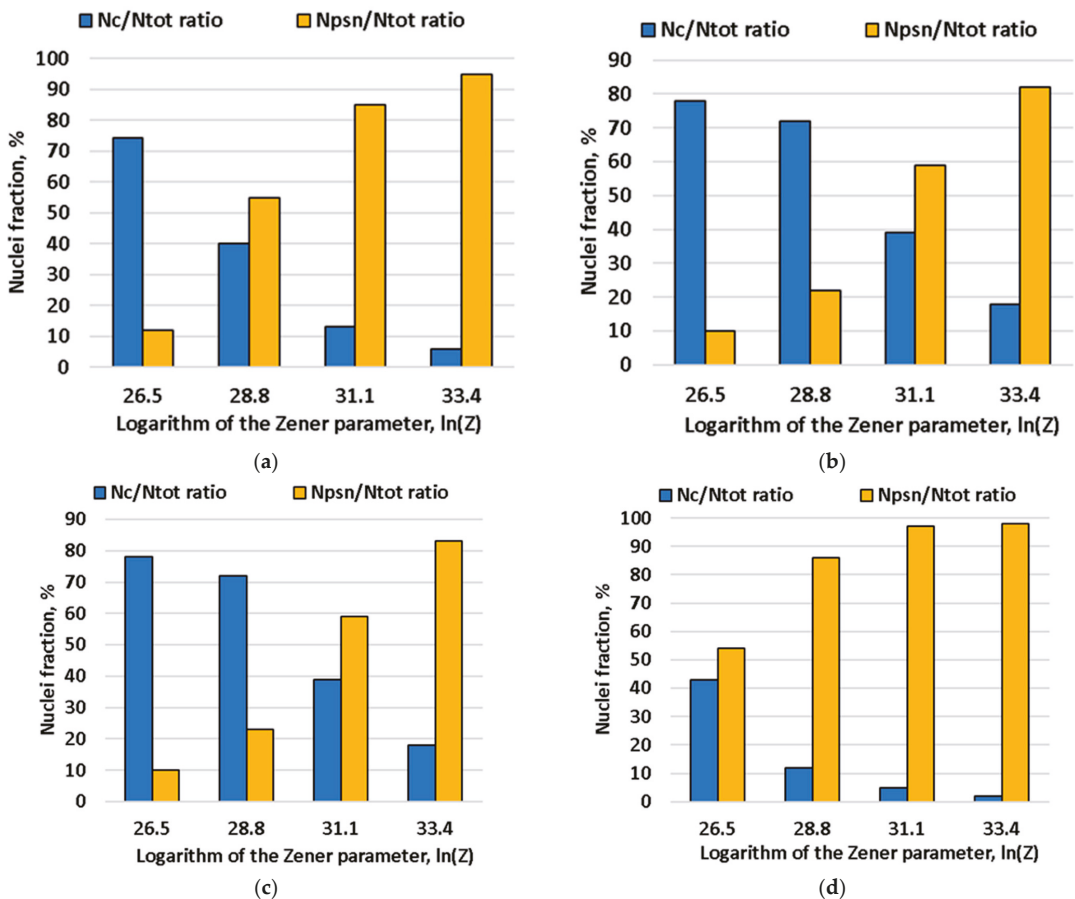 Nc/Ntot ratio Npsn/Ntot ratio
Nuclei fraction, %
100
90
80
70
60
50
40
30
20
10
0
26.5 28.8 31.1 33.4
Logarithm of the Zener parameter, ln(Z)
(a)
Nc/Ntot ratio Npsn/Ntot ratio
Nuclei fraction, %
90
80
70
60
50
40
30
20
10
0
26.5 28.8 31.1 33.4
Logarithm of the Zener parameter, ln(Z)
(b)
Nc/Ntot ratio Npsn/Ntot ratio
Nuclei fraction, %
90
80
70
60
50
40
30
20
10
0
26.5 28.8 31.1 33.4
Logarithm of the Zener parameter, ln(Z)
(c)
Nc/Ntot ratio Npsn/Ntot ratio
Nuclei fraction, %
100
90
80
70
60
50
40
30
20
10
0
26.5 28.8 31.1 33.4
Logarithm of the Zener parameter, ln(Z)
(d)